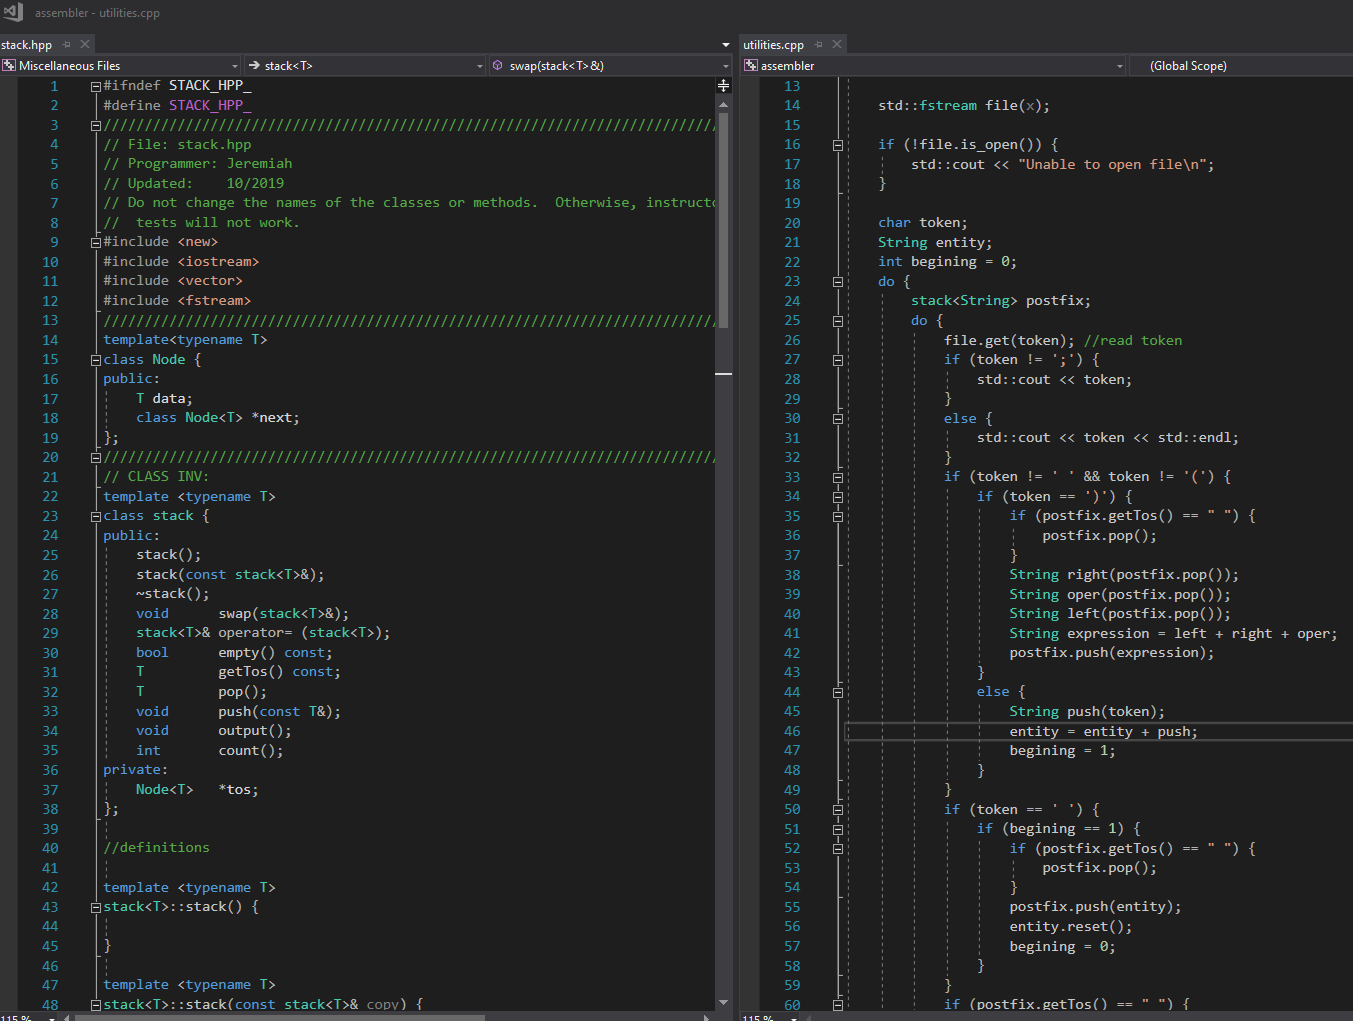 assembler - utilities.cpp
stack.hpp
Miscellaneous Files
stack<T>
swap(stack<T>&)
1 #ifndef STACK_HPP_
2 #define STACK_HPP_
3 //////////////////////////////////////////////////////////////////////////
4 // File: stack.hpp
5 // Programmer: Jeremiah
6 // Updated:    10/2019
7 // Do not change the names of the classes or methods.  Otherwise, instructo
8 //  tests will not work.
9 #include <new>
10 #include <iostream>
11 #include <vector>
12 #include <fstream>
13 //////////////////////////////////////////////////////////////////////////
14 template<typename T>
15 class Node {
16 public:
17     T data;
18     class Node<T> *next;
19 };
20 //////////////////////////////////////////////////////////////////////////
21 // CLASS INV:
22 template <typename T>
23 class stack {
24 public:
25     stack();
26     stack(const stack<T>&);
27     ~stack();
28     void      swap(stack<T>&);
29     stack<T>& operator= (stack<T>);
30     bool      empty() const;
31     T         getTos() const;
32     T         pop();
33     void      push(const T&);
34     void      output();
35     int       count();
36 private:
37     Node<T>   *tos;
38 };
39
40 //definitions
41
42 template <typename T>
43 stack<T>::stack() {
44
45 }
46
47 template <typename T>
48 stack<T>::stack(const stack<T>& copy) {
115 %
utilities.cpp
assembler
(Global Scope)
13
14     std::fstream file(x);
15
16     if (!file.is_open()) {
17         std::cout << "Unable to open file\n";
18     }
19
20     char token;
21     String entity;
22     int begining = 0;
23     do {
24         stack<String> postfix;
25         do {
26             file.get(token); //read token
27             if (token != ';') {
28                 std::cout << token;
29             }
30             else {
31                 std::cout << token << std::endl;
32             }
33             if (token != ' ' && token != '(') {
34                 if (token == ')') {
35                     if (postfix.getTos() == " ") {
36                         postfix.pop();
37                     }
38                     String right(postfix.pop());
39                     String oper(postfix.pop());
40                     String left(postfix.pop());
41                     String expression = left + right + oper;
42                     postfix.push(expression);
43                 }
44                 else {
45                     String push(token);
46                     entity = entity + push;
47                     begining = 1;
48                 }
49             }
50             if (token == ' ') {
51                 if (begining == 1) {
52                     if (postfix.getTos() == " ") {
53                         postfix.pop();
54                     }
55                     postfix.push(entity);
56                     entity.reset();
57                     begining = 0;
58                 }
59             }
60             if (postfix.getTos() == " ") {
115 %